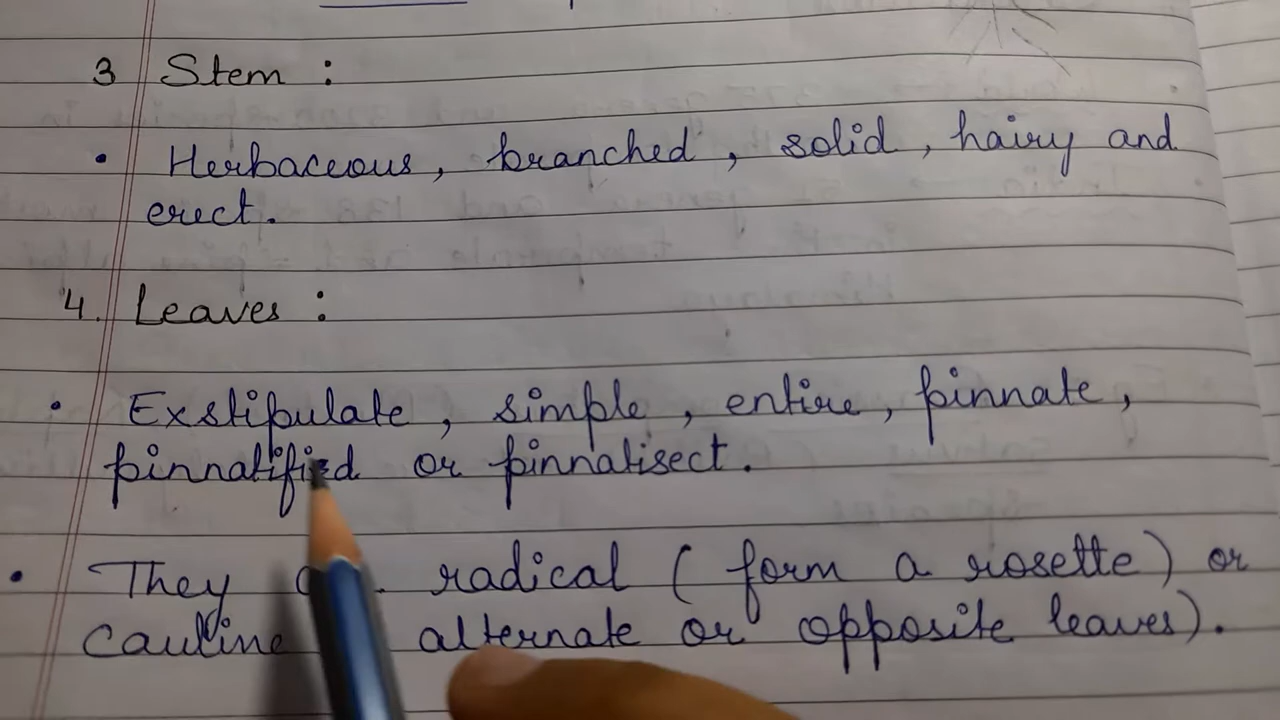 3 Stem :
• Herbaceous, branched, solid, hairy and
erect.
4. Leaves :
• Exstipulate, simple, entire, pinnate,
pinnatified or pinnatisect.
• They radical (form a rosette) or
Cauline alternate or opposite leaves).